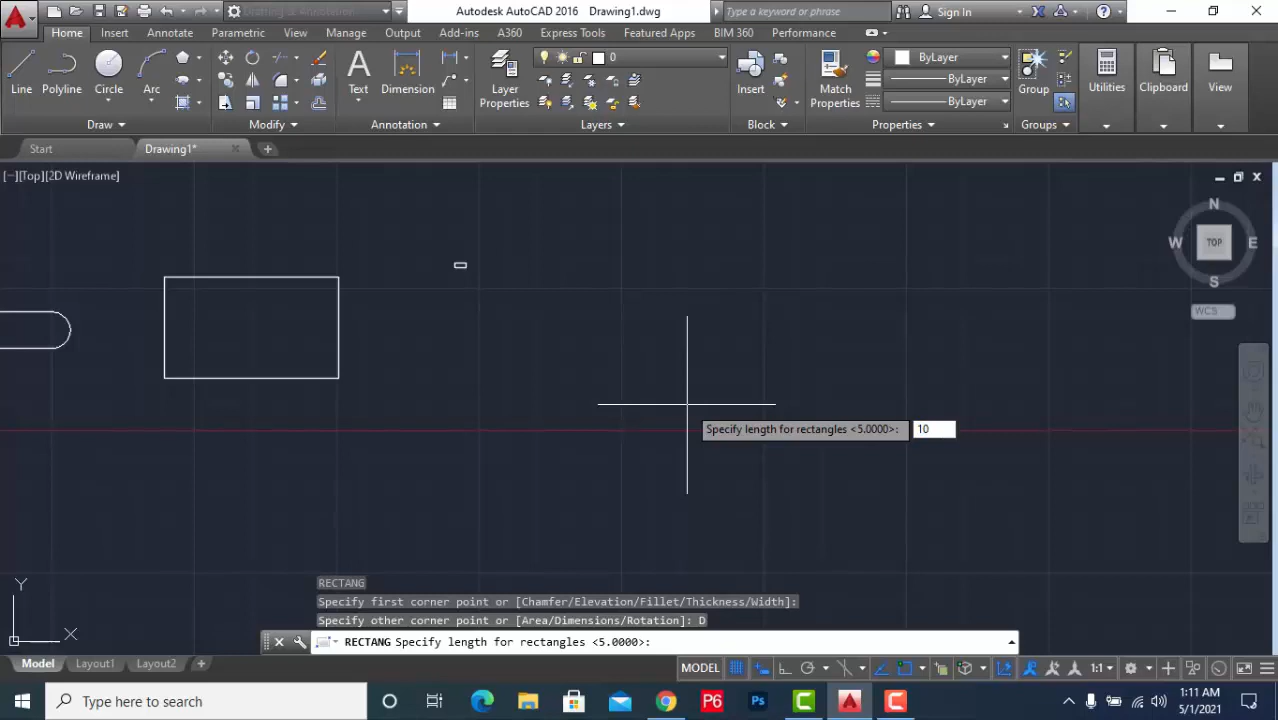 Drawing & Annotation
Autodesk AutoCAD 2016 Drawing1.dwg
Type a keyword or phrase
Sign In
Home Insert Annotate Parametric View Manage Output Add-ins A360 Express Tools Featured Apps BIM 360 Performance
Line Polyline Circle Arc
Text Dimension
Layer Properties
0
Insert
Match Properties
ByLayer
ByLayer
ByLayer
Group
Utilities
Clipboard
View
Draw Modify Annotation Layers Block Properties Groups
Start Drawing1*
[−][Top][2D Wireframe]
N
W TOP E
S
WCS
Specify length for rectangles <5.0000>: 10
Y
X
RECTANG
Specify first corner point or [Chamfer/Elevation/Fillet/Thickness/Width]:
Specify other corner point or [Area/Dimensions/Rotation]: D
RECTANG Specify length for rectangles <5.0000>:
Model Layout1 Layout2
MODEL
1:1
Type here to search
P6
Ps
1:11 AM
5/1/2021